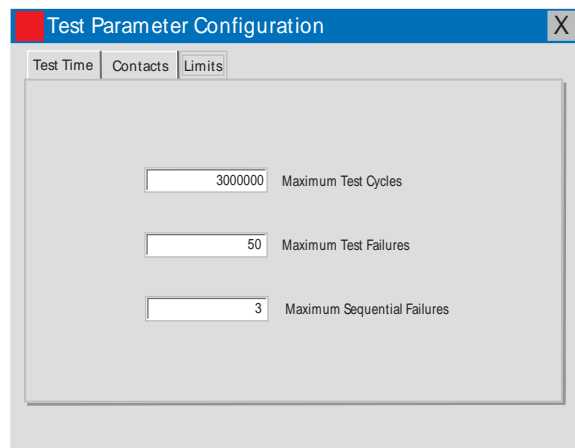 Test Parameter Configuration X
Test Time Contacts Limits
3000000 Maximum Test Cycles
50 Maximum Test Failures
3 Maximum Sequential Failures